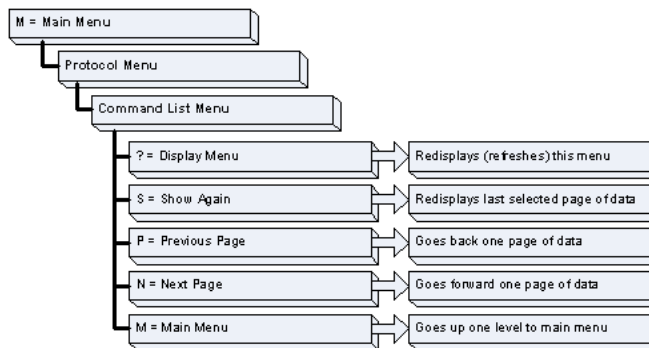 M = Main Menu
Protocol Menu
Command List Menu
? = Display Menu
Redisplays (refreshes) this menu
S = Show Again
Redisplays last selected page of data
P = Previous Page
Goes back one page of data
N = Next Page
Goes forward one page of data
M = Main Menu
Goes up one level to main menu